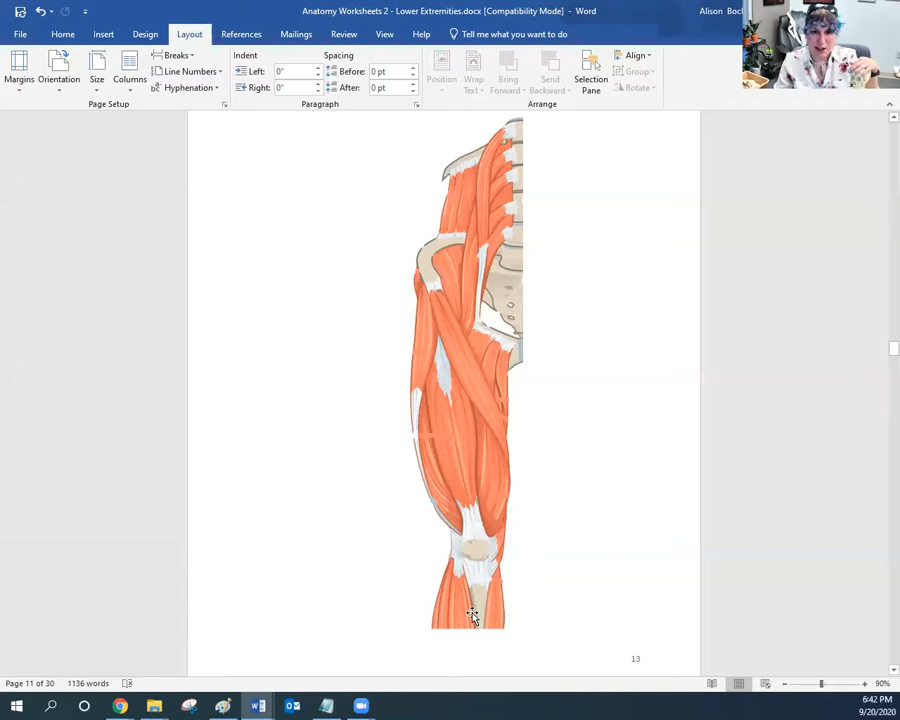 Anatomy Worksheets 2 - Lower Extremities.docx [Compatibility Mode] - Word
Alison Bocl
File Home Insert Design Layout References Mailings Review View Help Tell me what you want to do
Breaks
Line Numbers
Hyphenation
Margins Orientation Size Columns
Page Setup
Indent
Left: 0"
Right: 0"
Spacing
Before: 0 pt
After: 0 pt
Paragraph
Position Wrap Text Bring Forward Send Backward Selection Pane
Align
Group
Rotate
Arrange
13
Page 11 of 30 1136 words
90%
6:42 PM
9/20/2020